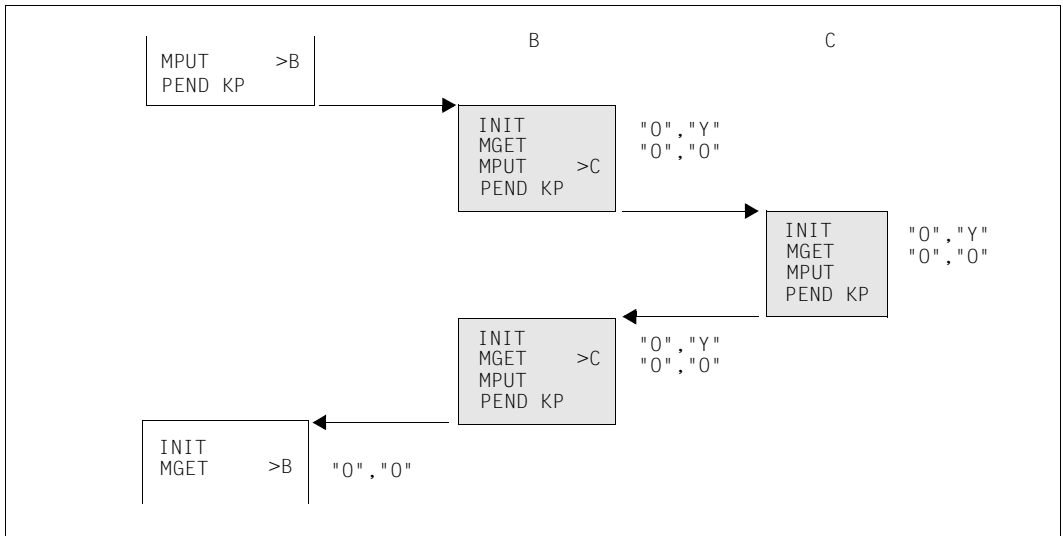 B C
MPUT >B
PEND KP
INIT
MGET
MPUT >C
PEND KP
"O","Y"
"O","O"
INIT
MGET
MPUT
PEND KP
"O","Y"
"O","O"
INIT
MGET >C
MPUT
PEND KP
"O","Y"
"O","O"
INIT
MGET >B
"O","O"